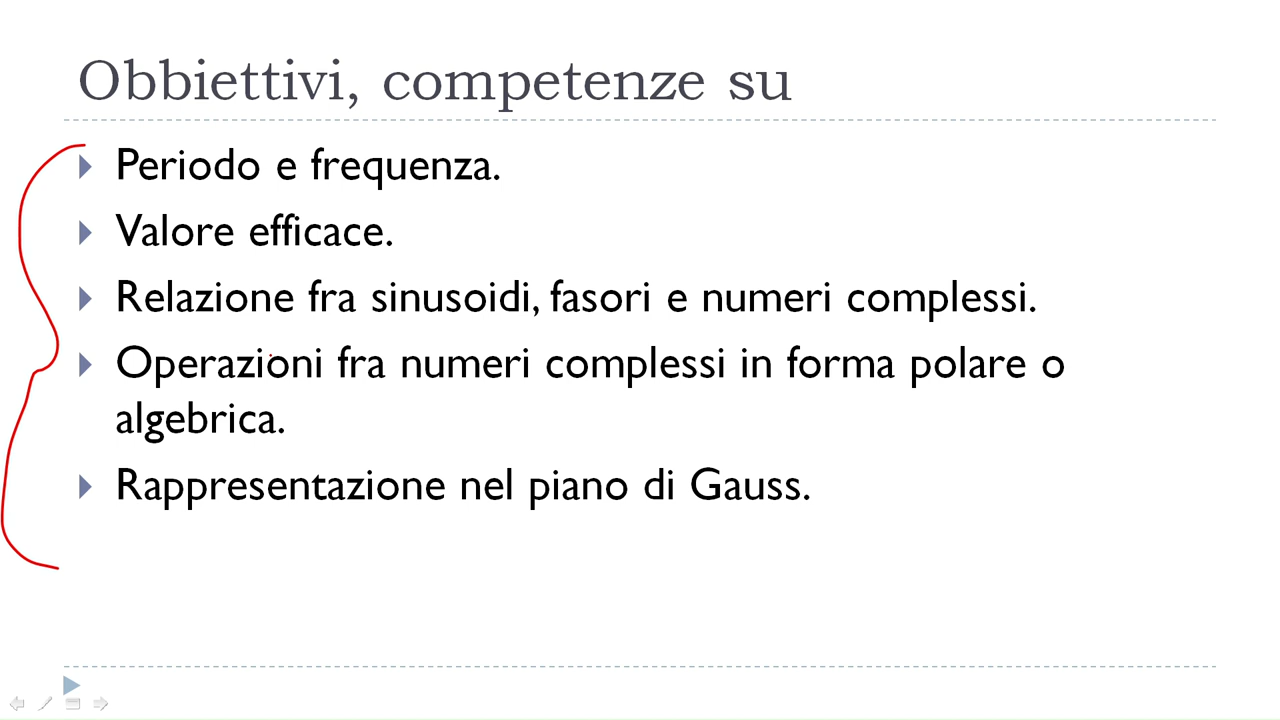 Obbiettivi, competenze su
Periodo e frequenza.
Valore efficace.
Relazione fra sinusoidi, fasori e numeri complessi.
Operazioni fra numeri complessi in forma polare o
algebrica.
Rappresentazione nel piano di Gauss.